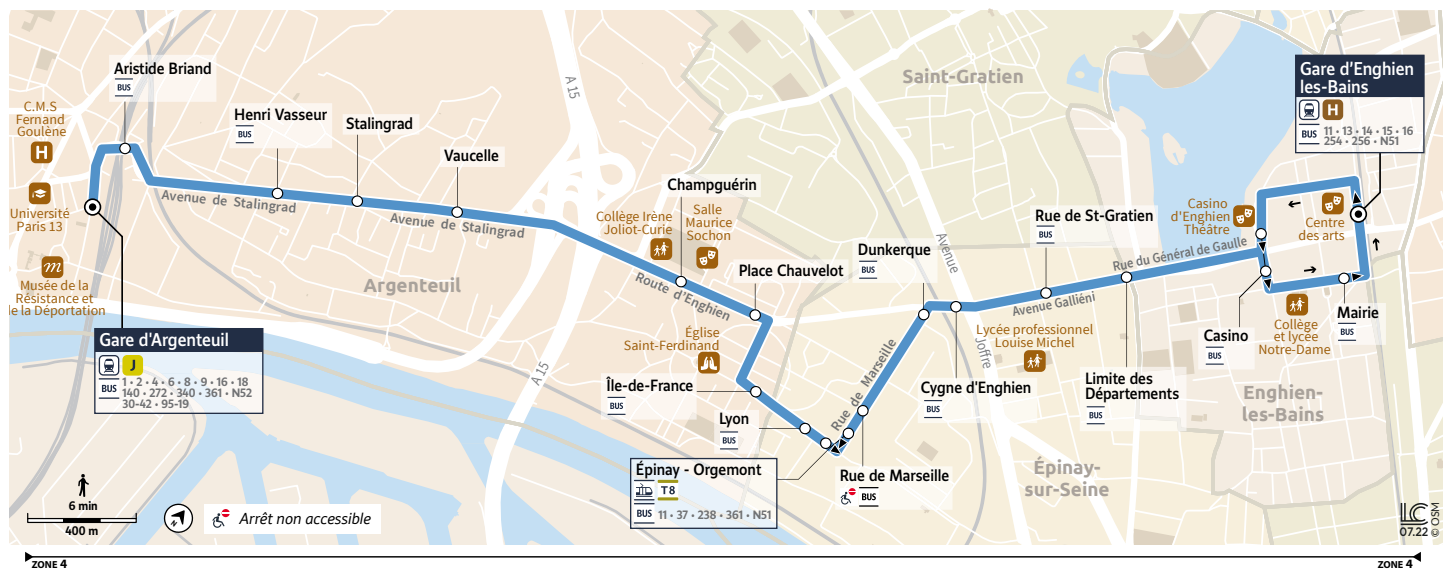 Aristide Briand
BUS
C.M.S
Fernand
Goulène
H
Université
Paris 13
m
Musée de la
Résistance et
de la Déportation
Henri Vasseur
BUS
Stalingrad
Vaucelle
Avenue de Stalingrad
Avenue de Stalingrad
A 15
Argenteuil
Gare d'Argenteuil
J
BUS 1 • 2 • 4 • 6 • 8 • 9 • 16 • 18
140 • 272 • 340 • 361 • N52
30-42 • 95-19
A 15
Collège Irène
Joliot-Curie
Champguérin
Salle
Maurice
Sochon
Route d'Enghien
Place Chauvelot
Église
Saint-Ferdinand
Île-de-France
BUS
Lyon
BUS
Épinay - Orgemont
T8
BUS 11 • 37 • 238 • 361 • N51
Rue de Marseille
Rue de Marseille
BUS
Dunkerque
BUS
Saint-Gratien
Avenue
Joffre
Cygne d'Enghien
BUS
Lycée professionnel
Louise Michel
Rue de St-Gratien
BUS
Avenue Galliéni
Rue du Général de Gaulle
Limite des
Départements
BUS
Épinay-
sur-Seine
Casino
d'Enghien
Théâtre
Centre
des arts
Gare d'Enghien
les-Bains
H
BUS 11 • 13 • 14 • 15 • 16
254 • 256 • N51
Casino
BUS
Collège
et lycée
Notre-Dame
Mairie
BUS
Enghien-
les-Bains
6 min
400 m
N
Arrêt non accessible
LC
07.22 © OSM
ZONE 4
ZONE 4